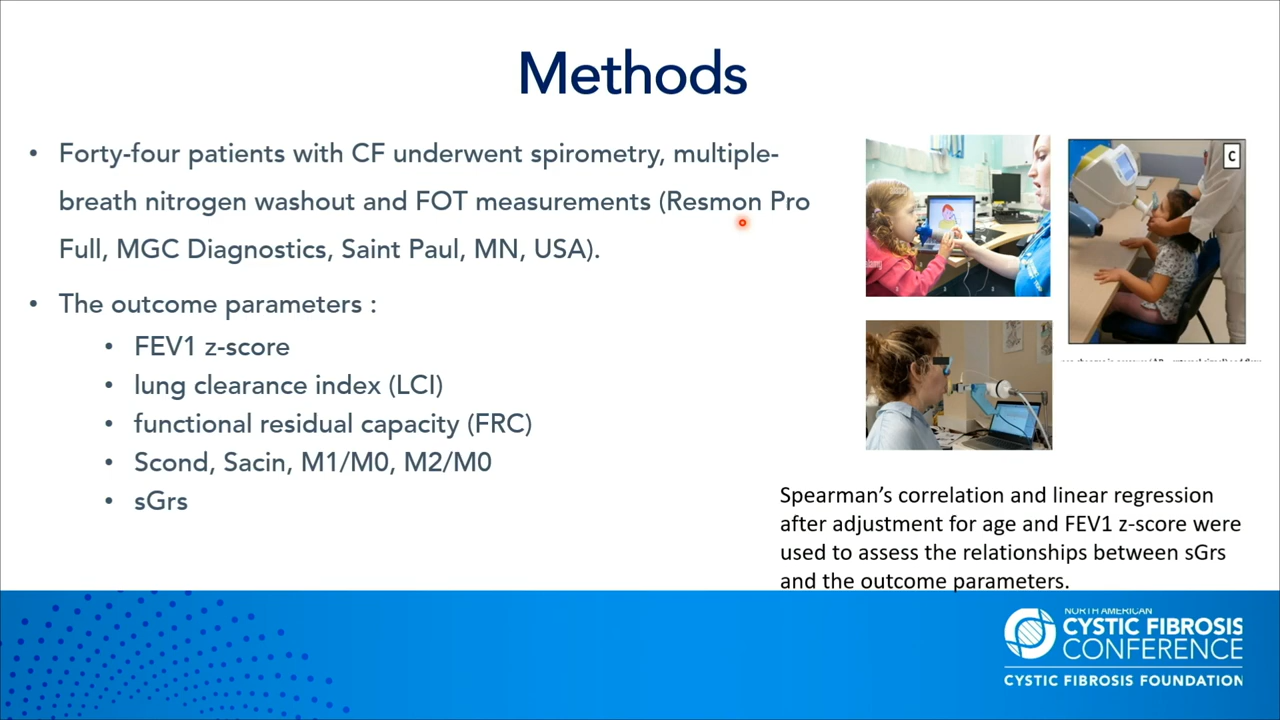 Methods
• Forty-four patients with CF underwent spirometry, multiple-
breath nitrogen washout and FOT measurements (Resmon Pro
Full, MGC Diagnostics, Saint Paul, MN, USA).
• The outcome parameters :
• FEV1 z-score
• lung clearance index (LCI)
• functional residual capacity (FRC)
• Scond, Sacin, M1/M0, M2/M0
• sGrs
C
Spearman's correlation and linear regression
after adjustment for age and FEV1 z-score were
used to assess the relationships between sGrs
and the outcome parameters.
NORTH AMERICAN
CYSTIC FIBROSIS
CONFERENCE
CYSTIC FIBROSIS FOUNDATION